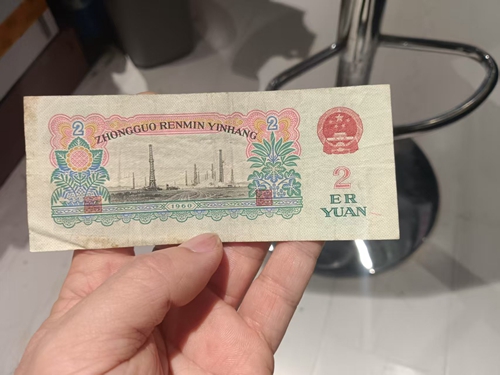 2
ZHONGGUO RENMIN YINHANG
2
1960
2
ER
YUAN